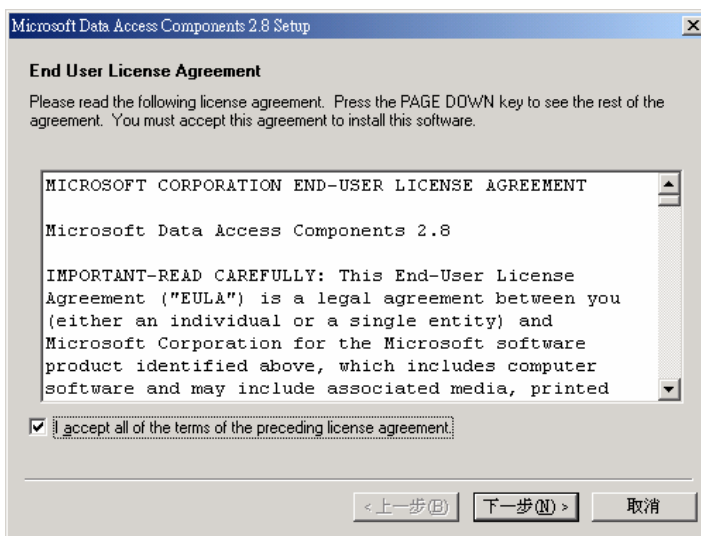 Microsoft Data Access Components 2.8 Setup
End User License Agreement
Please read the following license agreement. Press the PAGE DOWN key to see the rest of the
agreement. You must accept this agreement to install this software.
MICROSOFT CORPORATION END-USER LICENSE AGREEMENT
Microsoft Data Access Components 2.8
IMPORTANT-READ CAREFULLY: This End-User License
Agreement ("EULA") is a legal agreement between you
(either an individual or a single entity) and
Microsoft Corporation for the Microsoft software
product identified above, which includes computer
software and may include associated media, printed
I accept all of the terms of the preceding license agreement.
<上一步(B) 下一步(N) > 取消